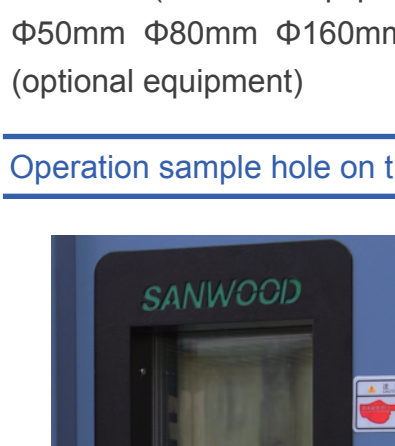 Φ50mm Φ80mm Φ160mm
(optional equipment)
Operation sample hole on t
SANWOOD